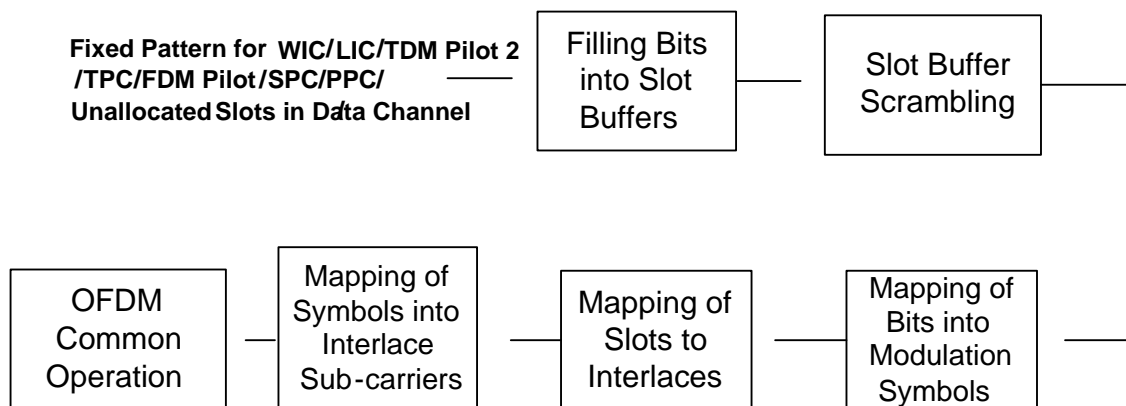 Fixed Pattern for WIC/LIC/TDM Pilot 2
/TPC/FDM Pilot/SPC/PPC/
Unallocated Slots in Data Channel
Filling Bits
into Slot
Buffers
Slot Buffer
Scrambling
OFDM
Common
Operation
Mapping of
Symbols into
Interlace
Sub-carriers
Mapping of
Slots to
Interlaces
Mapping of
Bits into
Modulation
Symbols